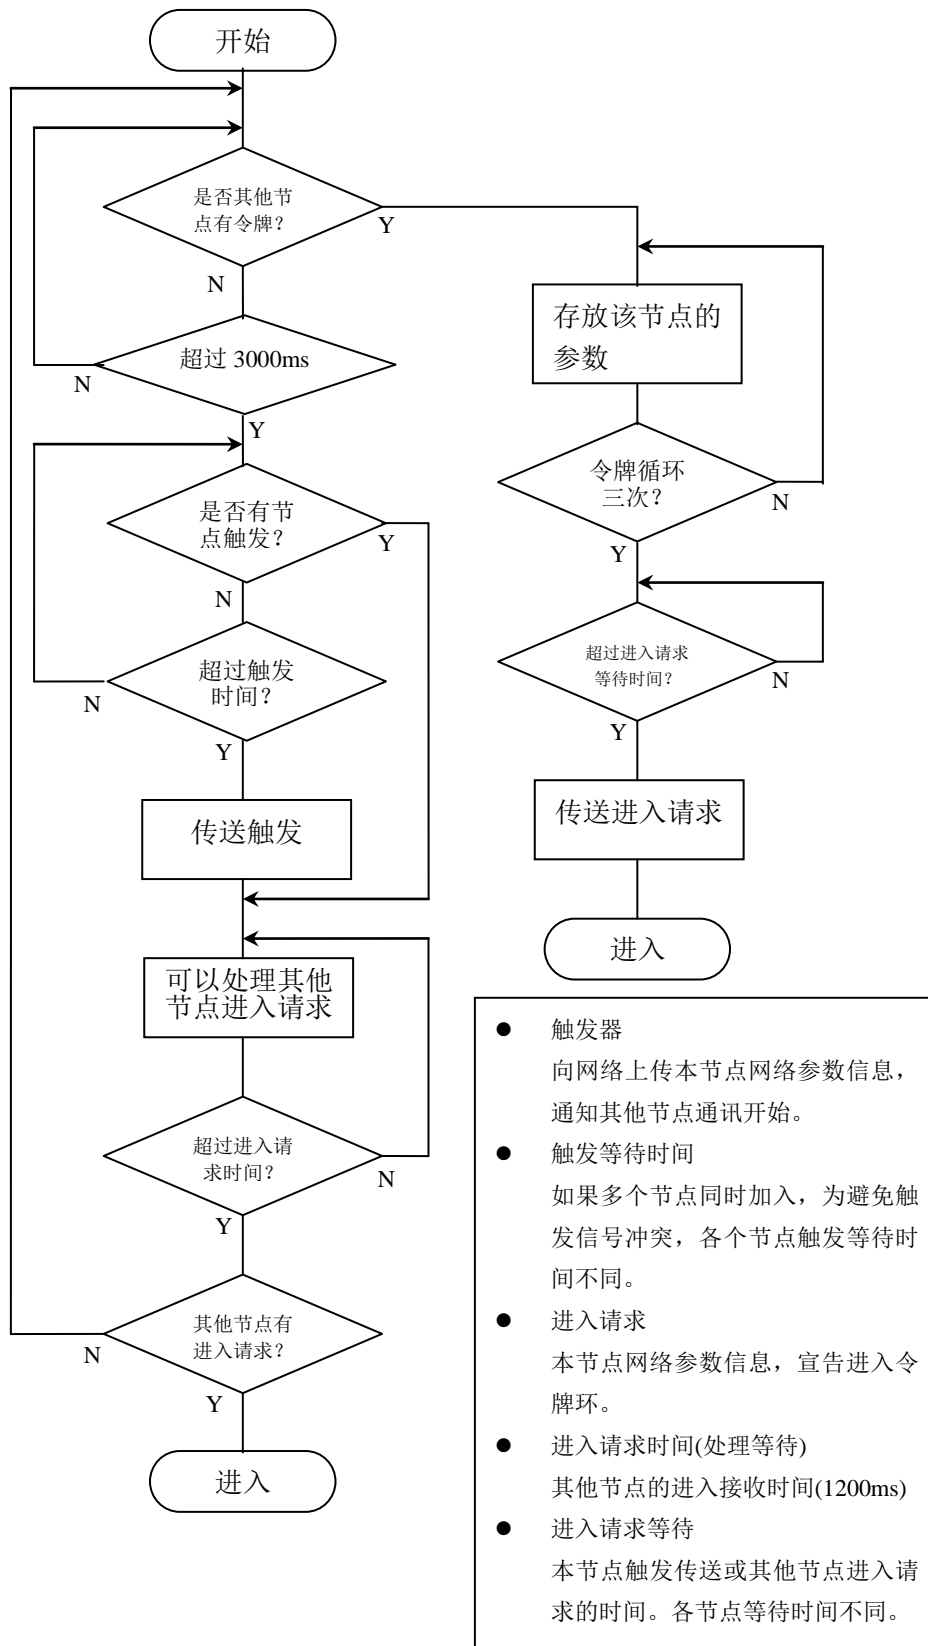 开始
是否其他节
点有令牌?
Y
N
超过 3000ms
N
Y
是否有节
点触发?
Y
N
超过触发
时间?
N
Y
传送触发
可以处理其他
节点进入请求
超过进入请
求时间?
N
Y
其他节点有
进入请求?
N
Y
进入
存放该节点的
参数
令牌循环
三次?
N
Y
超过进入请求
等待时间?
N
Y
传送进入请求
进入
● 触发器
向网络上传本节点网络参数信息,
通知其他节点通讯开始。
● 触发等待时间
如果多个节点同时加入,为避免触
发信号冲突,各个节点触发等待时
间不同。
● 进入请求
本节点网络参数信息,宣告进入令
牌环。
● 进入请求时间(处理等待)
其他节点的进入接收时间(1200ms)
● 进入请求等待
本节点触发传送或其他节点进入请
求的时间。各节点等待时间不同。